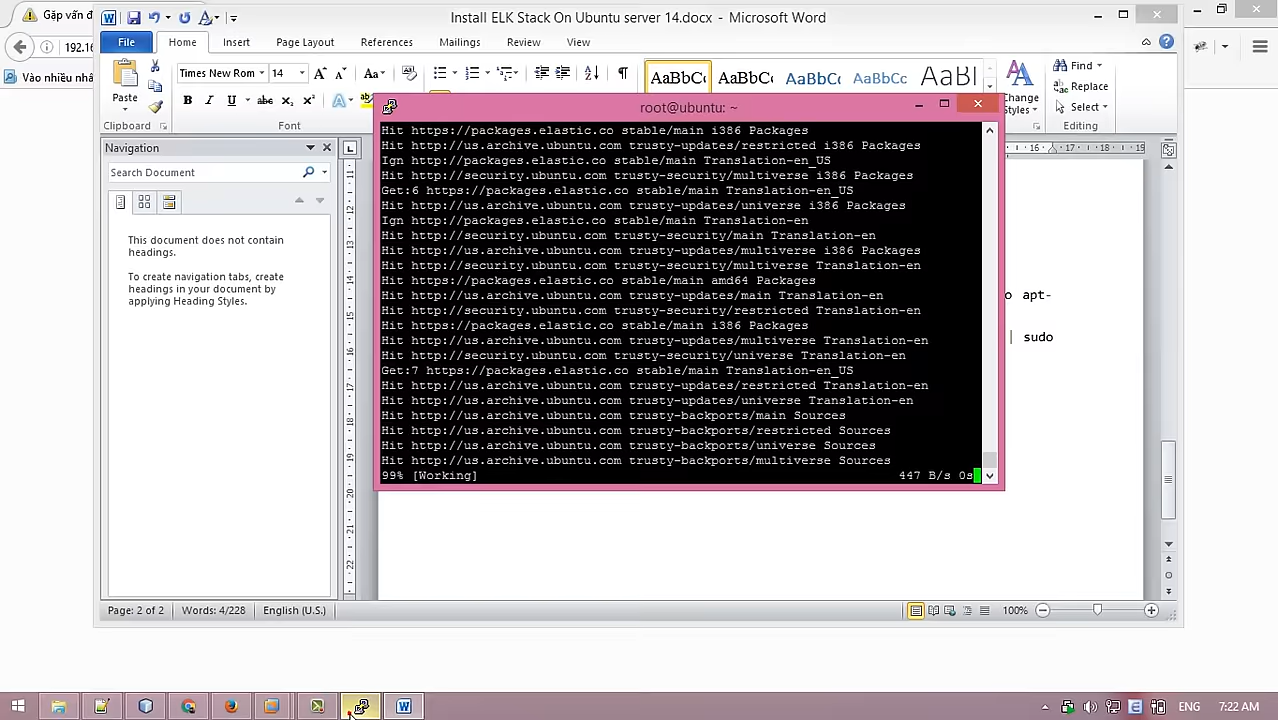 Gặp vấn đ
Install ELK Stack On Ubuntu server 14.docx - Microsoft Word
192.16
File Home Insert Page Layout References Mailings Review View
Vào nhiều nhấ
Times New Rom 14
Paste
B I U abc
AaBbCc AaBbCc AaBbC AaBbCc AaBl
Change Styles
Find
Replace
Select
Clipboard Font Editing
Navigation
Search Document
This document does not contain
headings.
To create navigation tabs, create
headings in your document by
applying Heading Styles.
root@ubuntu: ~
Hit https://packages.elastic.co stable/main i386 Packages
Hit http://us.archive.ubuntu.com trusty-updates/restricted i386 Packages
Ign http://packages.elastic.co stable/main Translation-en_US
Hit http://security.ubuntu.com trusty-security/multiverse i386 Packages
Get:6 https://packages.elastic.co stable/main Translation-en_US
Hit http://us.archive.ubuntu.com trusty-updates/universe i386 Packages
Ign http://packages.elastic.co stable/main Translation-en
Hit http://security.ubuntu.com trusty-security/main Translation-en
Hit http://us.archive.ubuntu.com trusty-updates/multiverse i386 Packages
Hit http://security.ubuntu.com trusty-security/multiverse Translation-en
Hit https://packages.elastic.co stable/main amd64 Packages
Hit http://us.archive.ubuntu.com trusty-updates/main Translation-en
Hit http://security.ubuntu.com trusty-security/restricted Translation-en
Hit https://packages.elastic.co stable/main i386 Packages
Hit http://us.archive.ubuntu.com trusty-updates/multiverse Translation-en
Hit http://security.ubuntu.com trusty-security/universe Translation-en
Get:7 https://packages.elastic.co stable/main Translation-en_US
Hit http://us.archive.ubuntu.com trusty-updates/restricted Translation-en
Hit http://us.archive.ubuntu.com trusty-updates/universe Translation-en
Hit http://us.archive.ubuntu.com trusty-backports/main Sources
Hit http://us.archive.ubuntu.com trusty-backports/restricted Sources
Hit http://us.archive.ubuntu.com trusty-backports/universe Sources
Hit http://us.archive.ubuntu.com trusty-backports/multiverse Sources
99% [Working] 447 B/s 0s
o apt-
| sudo
16 17 18 19
Page: 2 of 2 Words: 4/228 English (U.S.) 100%
ENG 7:22 AM